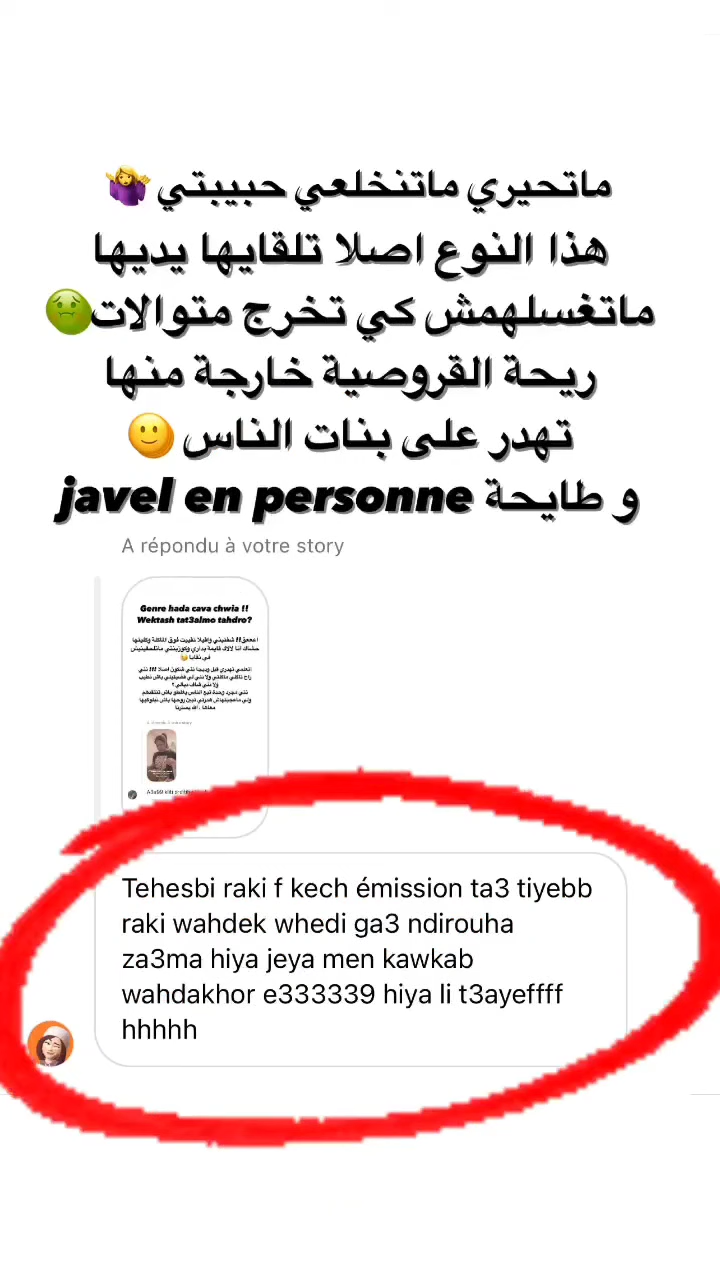 ماتحيري ماتنخلعي حبيبتي 🤷‍♀️
هذا النوع اصلا تلقايها يديها
ماتغسلهمش كي تخرج متوالات🤢
ريحة القروصية خارجة منها
تهدر على بنات الناس 🙂
و طايحة javel en personne
A répondu à votre story
Genre hada cava chwia !!
Wektash tat3almo tahdro?
Tehesbi raki f kech émission ta3 tiyebb
raki wahdek whedi ga3 ndirouha
za3ma hiya jeya men kawkab
wahdakhor e333339 hiya li t3ayeffff
hhhhh